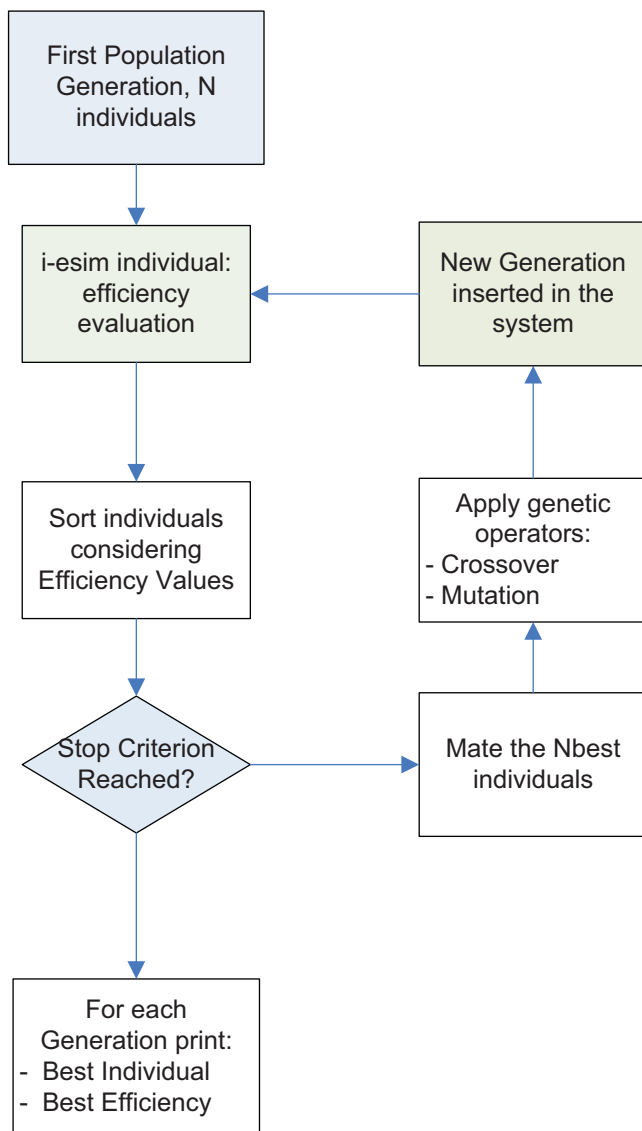 First Population
Generation, N
individuals
i-esim individual:
efficiency
evaluation
New Generation
inserted in the
system
Sort individuals
considering
Efficiency Values
Apply genetic
operators:
- Crossover
- Mutation
Stop Criterion
Reached?
Mate the Nbest
individuals
For each
Generation print:
- Best Individual
- Best Efficiency